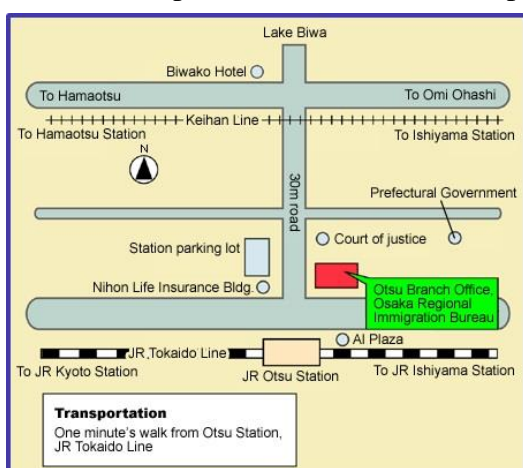 Lake Biwa
Biwako Hotel
To Hamaotsu
To Omi Ohashi
Keihan Line
To Hamaotsu Station
To Ishiyama Station
N
30m road
Prefectural Government
Station parking lot
Court of justice
Nihon Life Insurance Bldg.
Otsu Branch Office,
Osaka Regional
Immigration Bureau
Al Plaza
JR Tokaido Line
To JR Kyoto Station
JR Otsu Station
To JR Ishiyama Station
Transportation
One minute's walk from Otsu Station,
JR Tokaido Line